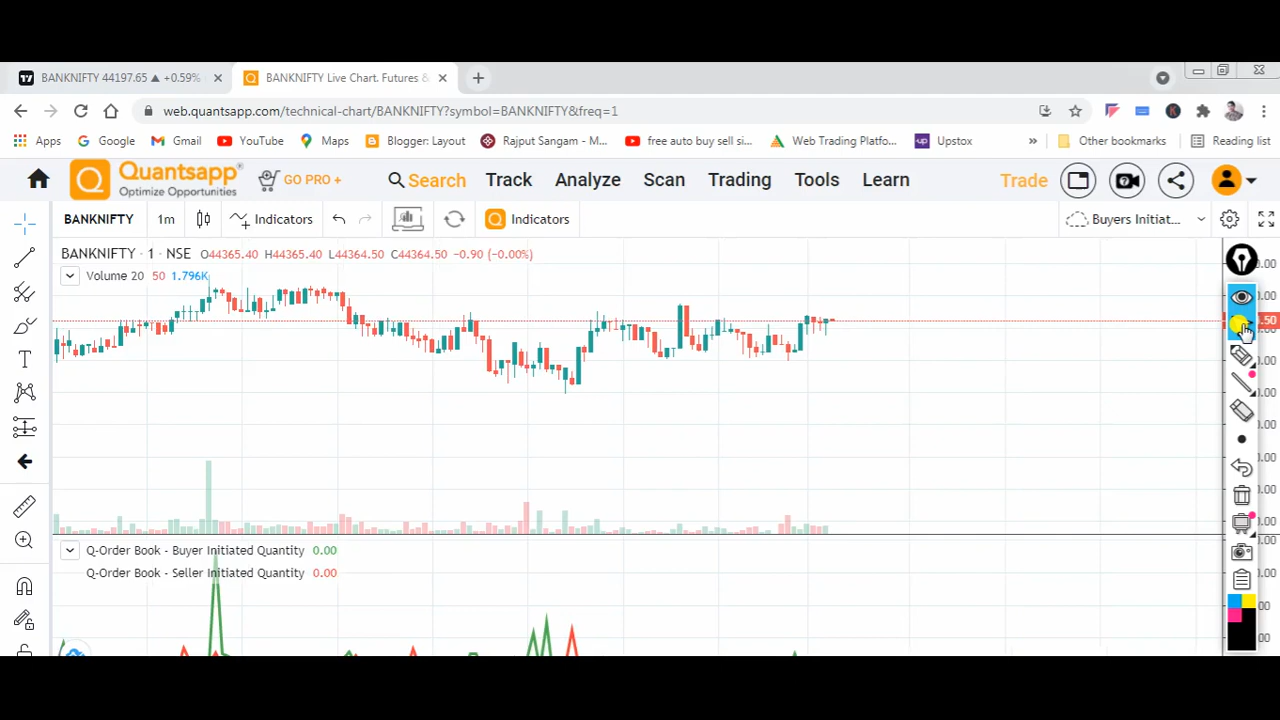 BANKNIFTY 44197.65 ▲ +0.59%
BANKNIFTY Live Chart. Futures &
web.quantsapp.com/technical-chart/BANKNIFTY?symbol=BANKNIFTY&freq=1
Apps Google Gmail YouTube Maps Blogger: Layout Rajput Sangam - M... free auto buy sell si... Web Trading Platfo... Upstox » Other bookmarks Reading list
Quantsapp
Optimize Opportunities
GO PRO +
Search Track Analyze Scan Trading Tools Learn Trade
BANKNIFTY 1m Indicators Indicators Buyers Initiat...
BANKNIFTY · 1 · NSE O44365.40 H44365.40 L44364.50 C44364.50 −0.90 (−0.00%)
Volume 20 50 1.796K
.50
Q-Order Book - Buyer Initiated Quantity 0.00
Q-Order Book - Seller Initiated Quantity 0.00